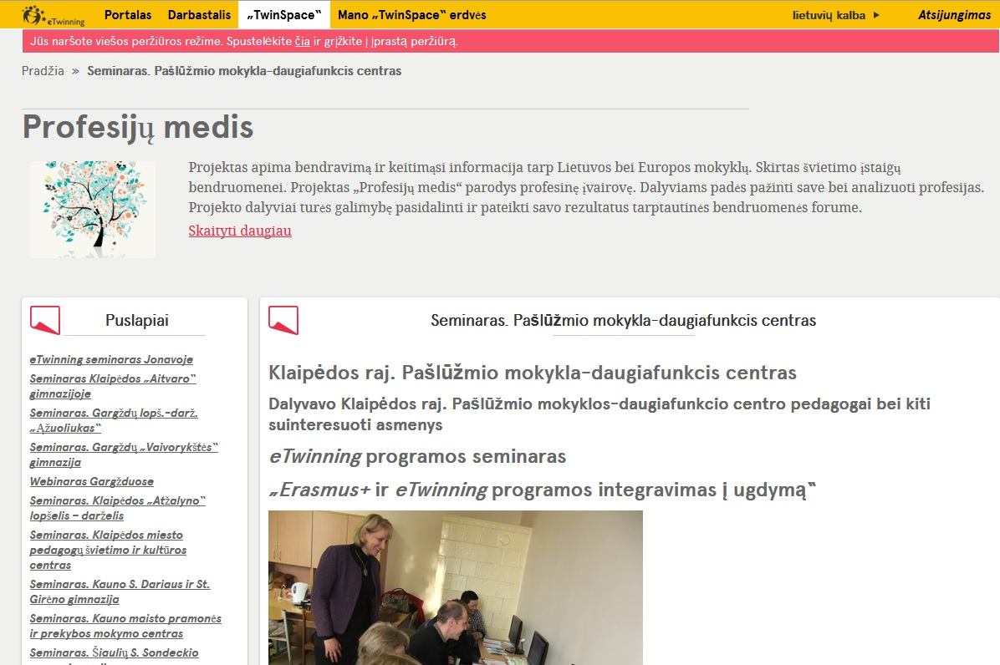 eTwinning
Portalas
Darbastalis
„TwinSpace“
Mano „TwinSpace“ erdvės
lietuvių kalba
Atsijungimas
Jūs naršote viešos peržiūros režime. Spustelėkite čia ir grįžkite į įprastą peržiūrą.
Pradžia » Seminaras. Pašlūžmio mokykla-daugiafunkcis centras
Profesijų medis
Projektas apima bendravimą ir keitimąsi informacija tarp Lietuvos bei Europos mokyklų. Skirtas švietimo įstaigų
bendruomenei. Projektas „Profesijų medis“ parodys profesinę įvairovę. Dalyviams padės pažinti save bei analizuoti profesijas.
Projekto dalyviai turės galimybę pasidalinti ir pateikti savo rezultatus tarptautinės bendruomenės forume.
Skaityti daugiau
Puslapiai
eTwinning seminaras Jonavoje
Seminaras Klaipėdos „Aitvaro“
gimnazijoje
Seminaras. Gargždų lopš.-darž.
„Ąžuoliukas“
Seminaras. Gargždų „Vaivorykštės“
gimnazija
Webinaras Gargžduose
Seminaras. Klaipėdos „Atžalyno“
lopšelis – darželis
Seminaras. Klaipėdos miesto
pedagogų švietimo ir kultūros
centras
Seminaras. Kauno S. Dariaus ir St.
Girėno gimnazija
Seminaras. Kauno maisto pramonės
ir prekybos mokymo centras
Seminaras. Šiaulių S. Sondeckio
Seminaras. Pašlūžmio mokykla-daugiafunkcis centras
Klaipėdos raj. Pašlūžmio mokykla-daugiafunkcis centras
Dalyvavo Klaipėdos raj. Pašlūžmio mokyklos-daugiafunkcio centro pedagogai bei kiti
suinteresuoti asmenys
eTwinning programos seminaras
„Erasmus+ ir eTwinning programos integravimas į ugdymą“